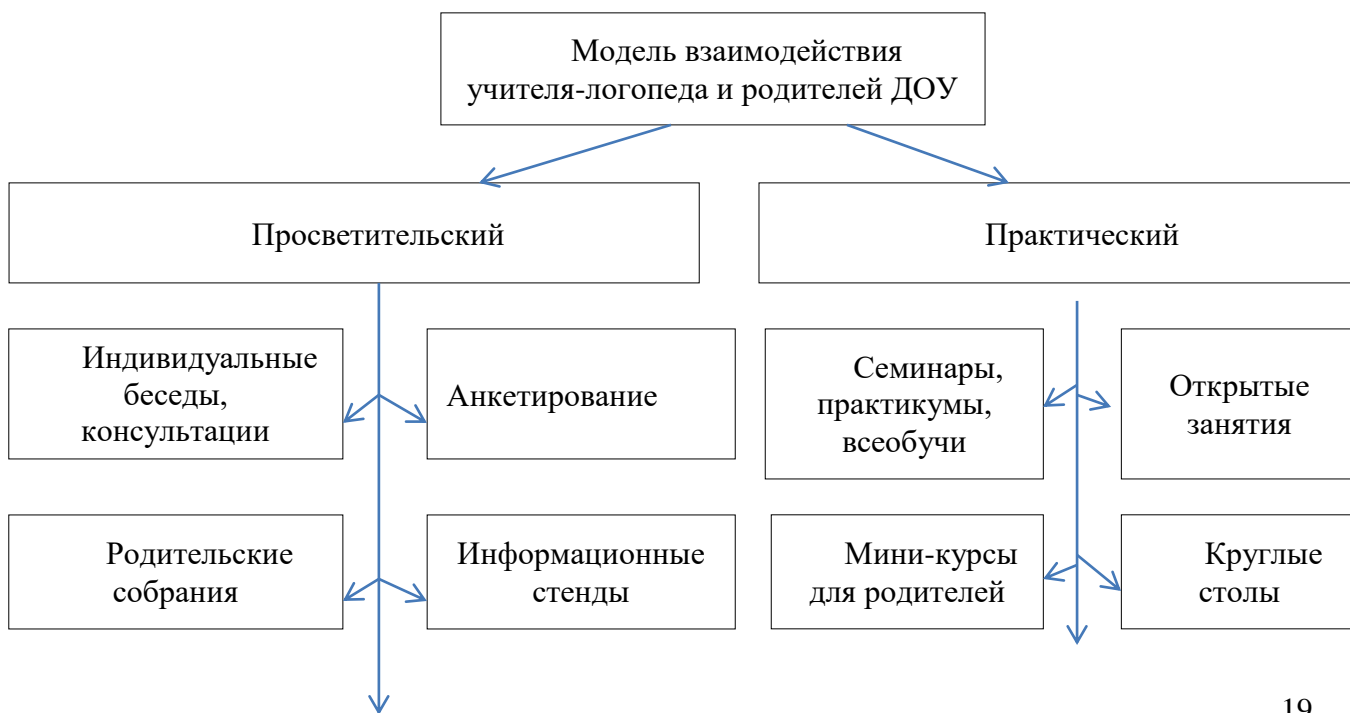 Модель взаимодействия
учителя-логопеда и родителей ДОУ
Просветительский
Практический
Индивидуальные
беседы,
консультации
Анкетирование
Семинары,
практикумы,
всеобучи
Открытые
занятия
Родительские
собрания
Информационные
стенды
Мини-курсы
для родителей
Круглые
столы
19